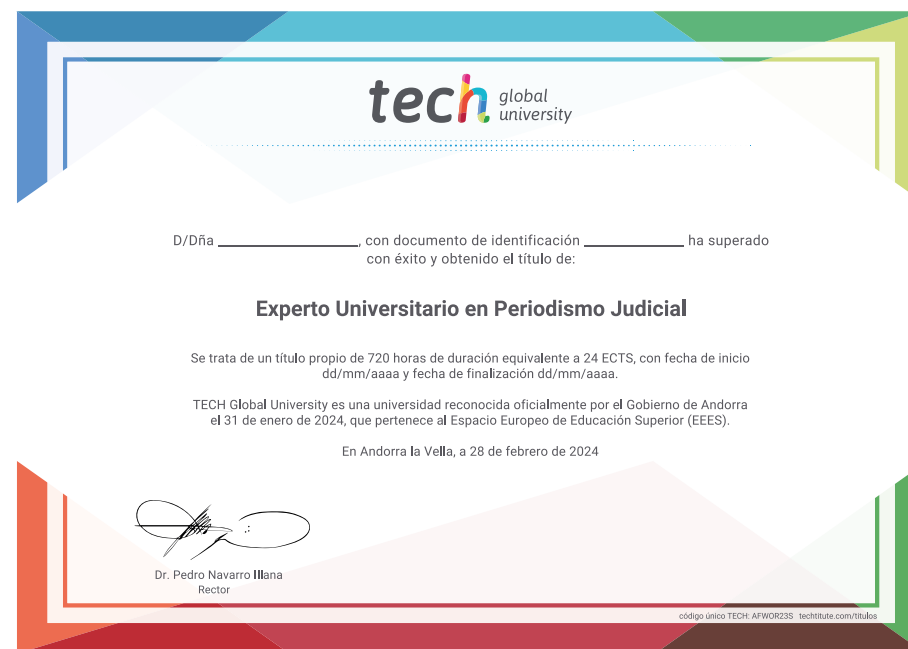 tech global university
D/Dña ____________, con documento de identificación ____________ ha superado
con éxito y obtenido el título de:
Experto Universitario en Periodismo Judicial
Se trata de un título propio de 720 horas de duración equivalente a 24 ECTS, con fecha de inicio
dd/mm/aaaa y fecha de finalización dd/mm/aaaa.
TECH Global University es una universidad reconocida oficialmente por el Gobierno de Andorra
el 31 de enero de 2024, que pertenece al Espacio Europeo de Educación Superior (EEES).
En Andorra la Vella, a 28 de febrero de 2024
Dr. Pedro Navarro Illana
Rector
código único TECH: AFWOR23S techtitute.com/titulos